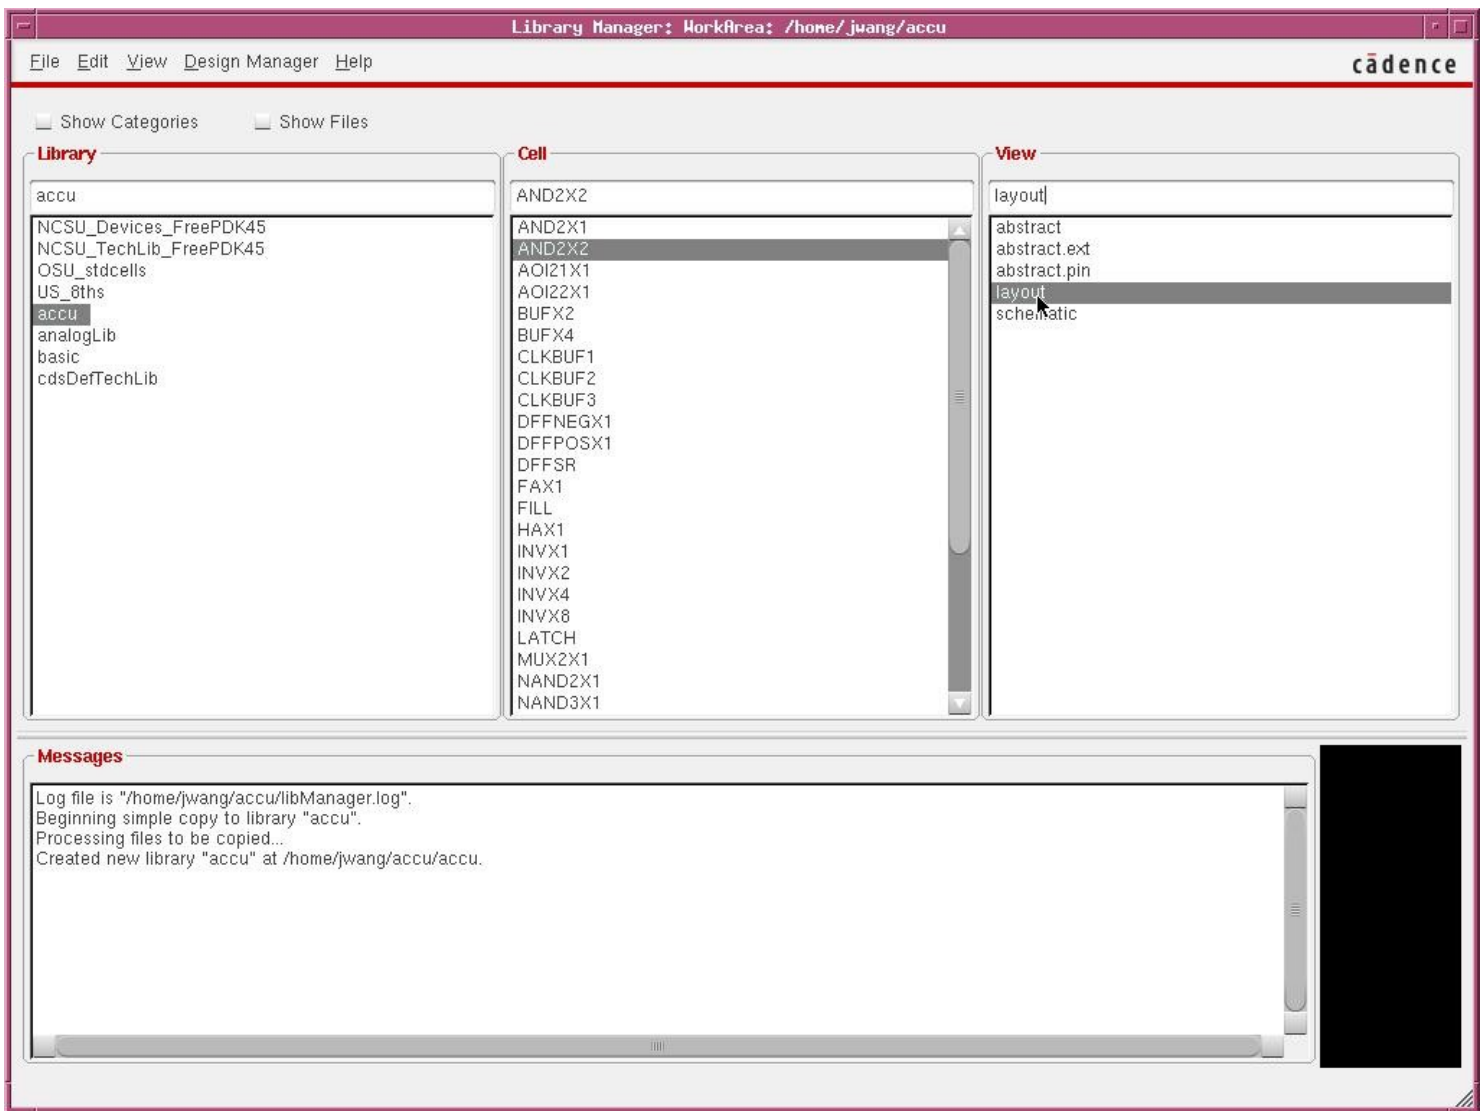 Library Manager: WorkArea: /home/jwang/accu
File Edit View Design Manager Help
cādence
Show Categories Show Files
Library
accu
NCSU_Devices_FreePDK45
NCSU_TechLib_FreePDK45
OSU_stdcells
US_8ths
accu
analogLib
basic
cdsDefTechLib
Cell
AND2X2
AND2X1
AND2X2
AOI21X1
AOI22X1
BUFX2
BUFX4
CLKBUF1
CLKBUF2
CLKBUF3
DFFNEGX1
DFFPOSX1
DFFSR
FAX1
FILL
HAX1
INVX1
INVX2
INVX4
INVX8
LATCH
MUX2X1
NAND2X1
NAND3X1
View
layout
abstract
abstract.ext
abstract.pin
layout
schematic
Messages
Log file is "/home/jwang/accu/libManager.log".
Beginning simple copy to library "accu".
Processing files to be copied...
Created new library "accu" at /home/jwang/accu/accu.